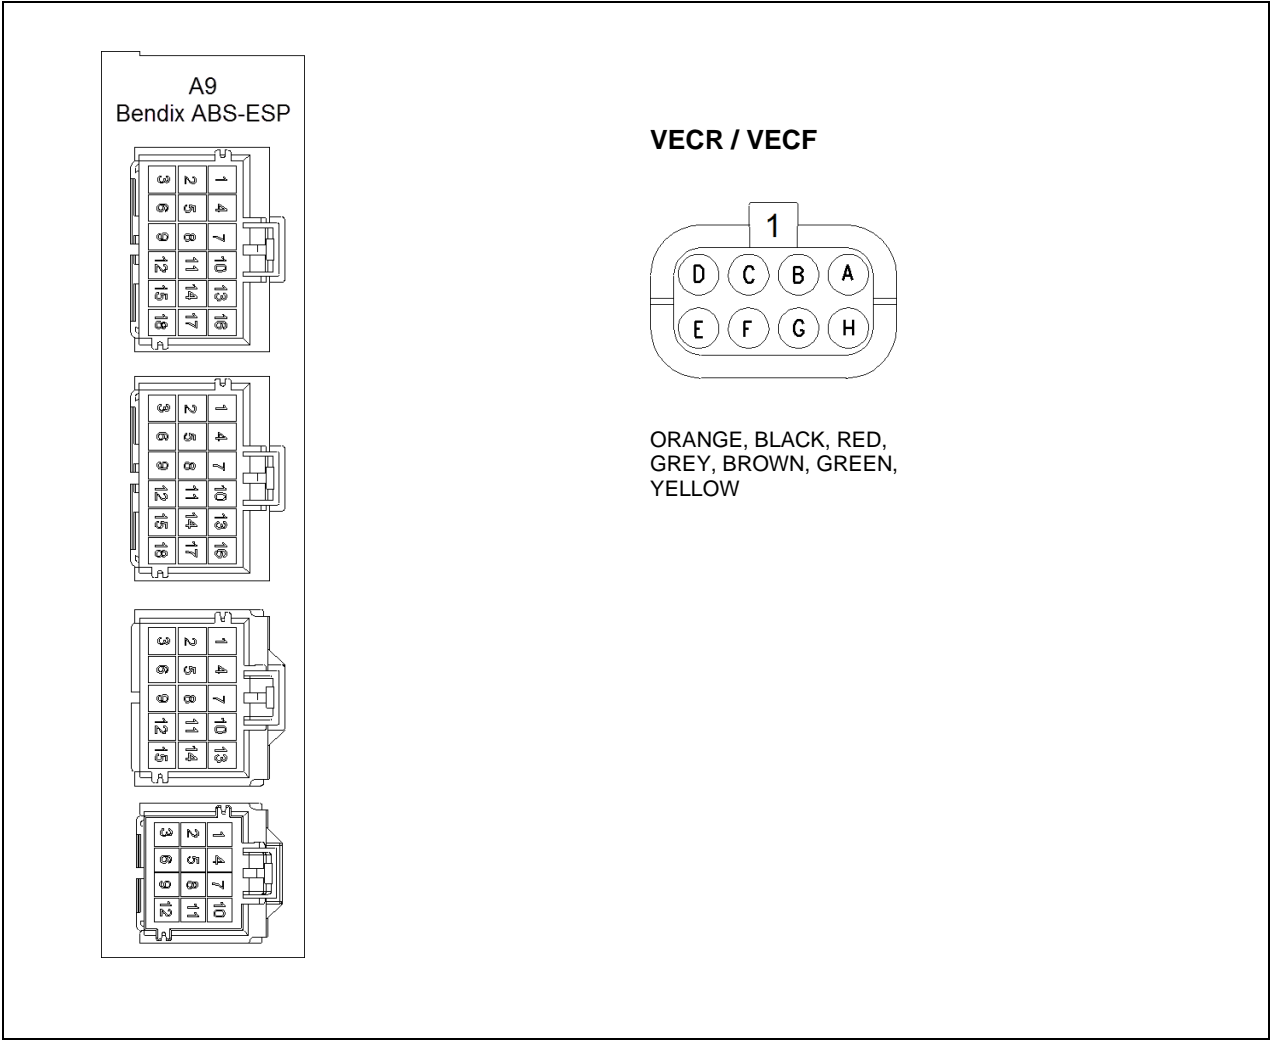 A9
Bendix ABS-ESP
3 2 1
6 5 4
9 8 7
12 11 10
15 14 13
18 17 16
3 2 1
6 5 4
9 8 7
12 11 10
15 14 13
18 17 16
3 2 1
6 5 4
9 8 7
12 11 10
15 14 13
3 2 1
6 5 4
9 8 7
12 11 10
VECR / VECF
1
D C B A
E F G H
ORANGE, BLACK, RED,
GREY, BROWN, GREEN,
YELLOW